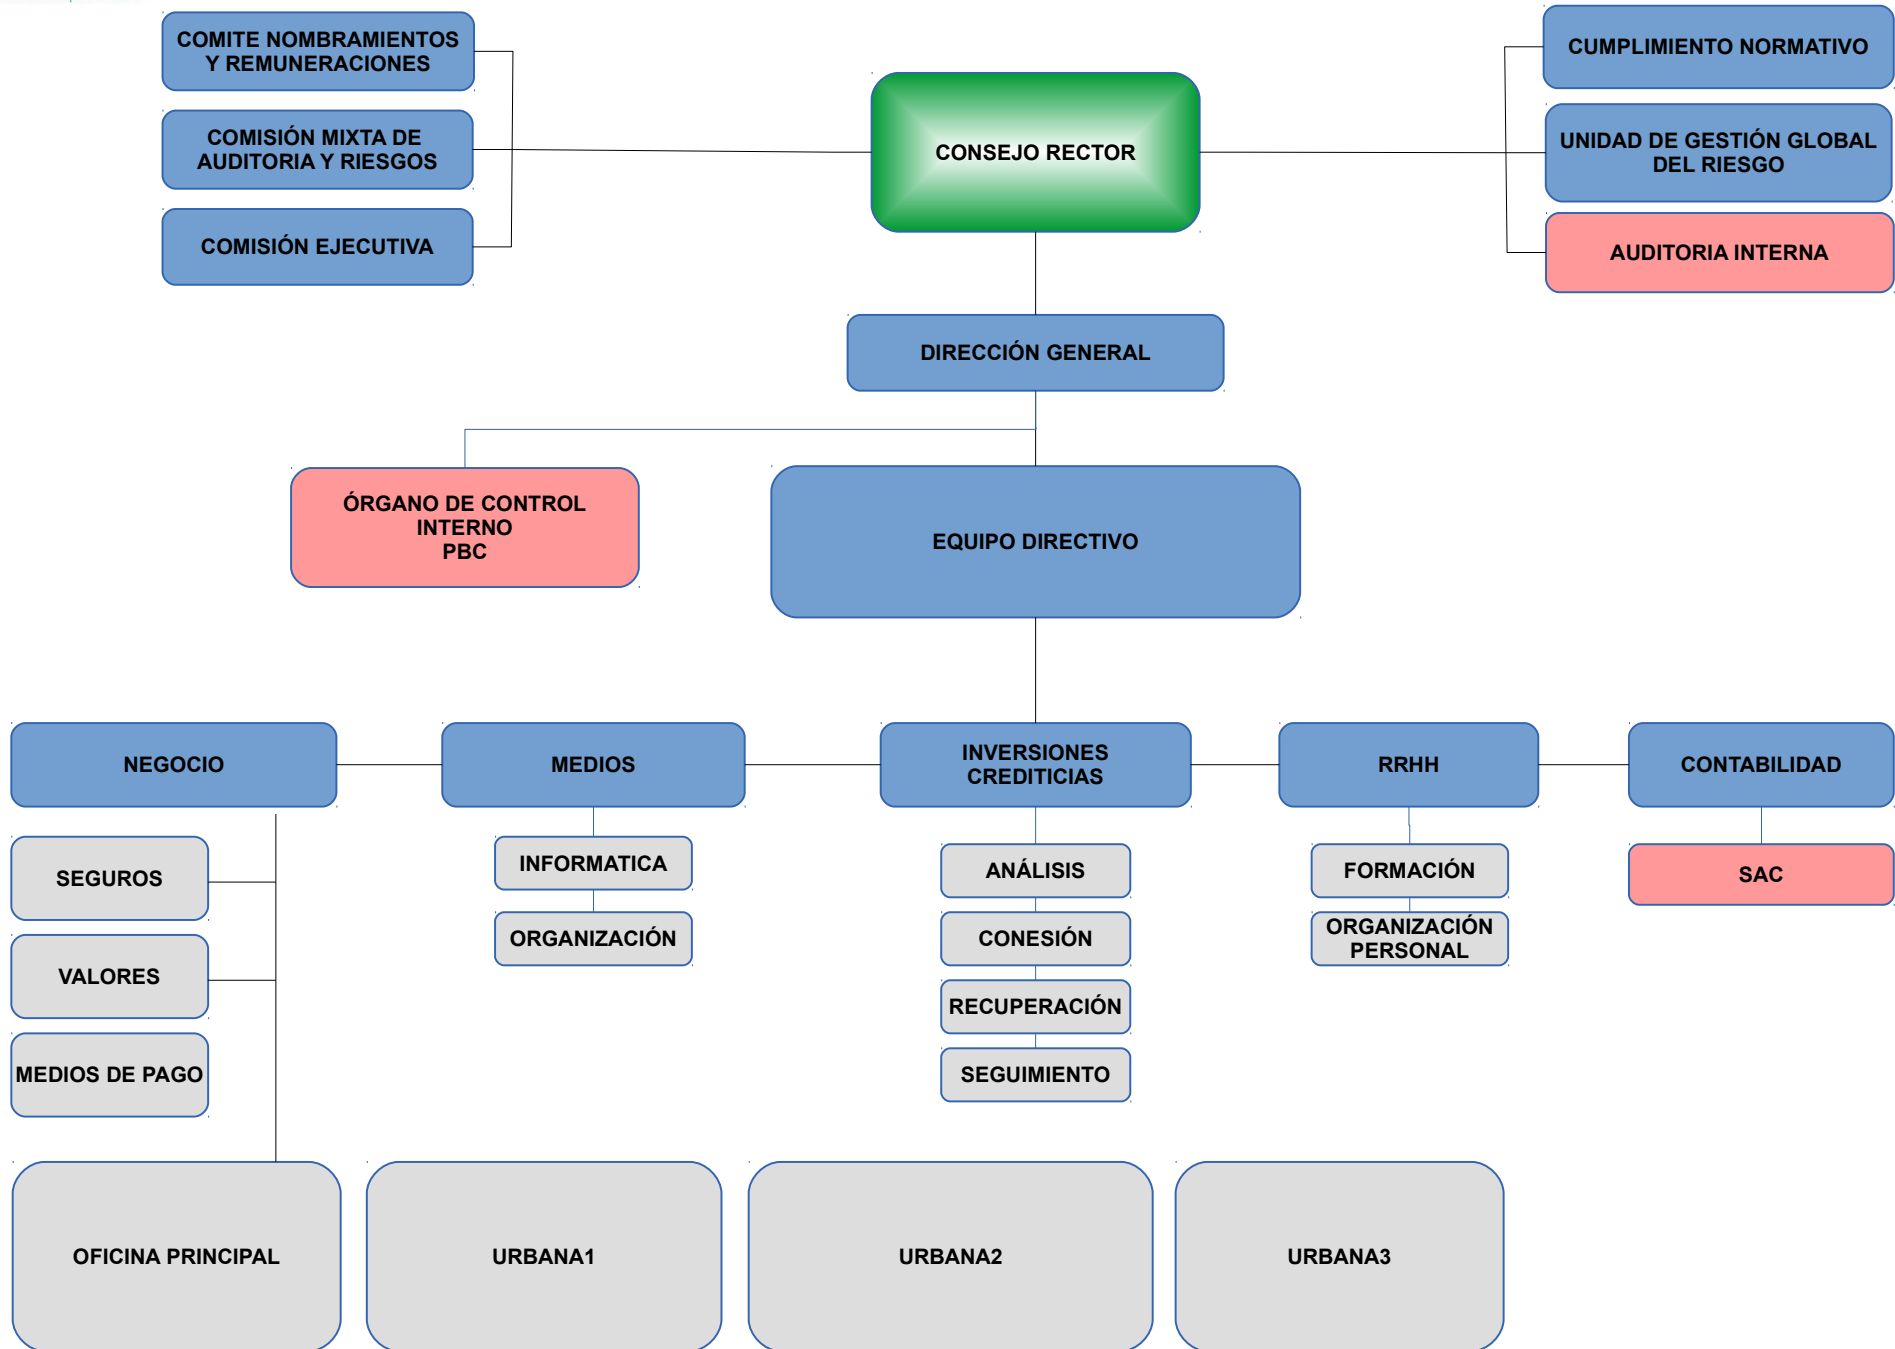 COMITE NOMBRAMIENTOS
Y REMUNERACIONES
COMISIÓN MIXTA DE
AUDITORIA Y RIESGOS
COMISIÓN EJECUTIVA
CONSEJO RECTOR
CUMPLIMIENTO NORMATIVO
UNIDAD DE GESTIÓN GLOBAL
DEL RIESGO
AUDITORIA INTERNA
DIRECCIÓN GENERAL
ÓRGANO DE CONTROL
INTERNO
PBC
EQUIPO DIRECTIVO
NEGOCIO
MEDIOS
INVERSIONES
CREDITICIAS
RRHH
CONTABILIDAD
SEGUROS
VALORES
MEDIOS DE PAGO
INFORMATICA
ORGANIZACIÓN
ANÁLISIS
CONESIÓN
RECUPERACIÓN
SEGUIMIENTO
FORMACIÓN
ORGANIZACIÓN
PERSONAL
SAC
OFICINA PRINCIPAL
URBANA1
URBANA2
URBANA3